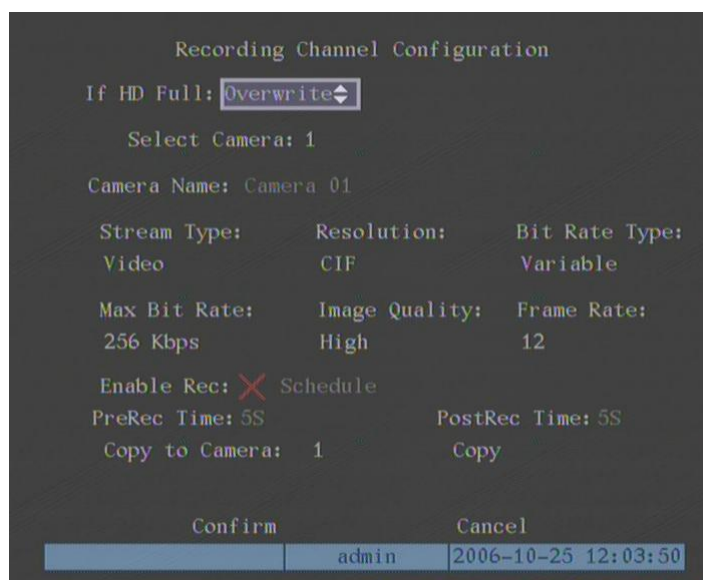 Recording Channel Configuration
If HD Full: Overwrite
Select Camera: 1
Camera Name: Camera 01
Stream Type: Resolution: Bit Rate Type:
Video CIF Variable
Max Bit Rate: Image Quality: Frame Rate:
256 Kbps High 12
Enable Rec: Schedule
PreRec Time: 5S PostRec Time: 5S
Copy to Camera: 1 Copy
Confirm Cancel
admin 2006-10-25 12:03:50